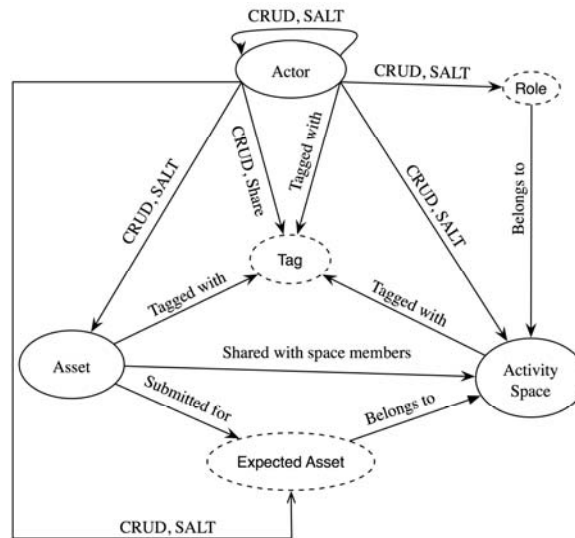 CRUD, SALT
Actor
CRUD, SALT
Role
CRUD, SALT
CRUD, Share
Tagged with
CRUD, SALT
Belongs to
Tag
Tagged with
Tagged with
Asset
Shared with space members
Activity
Space
Submitted for
Belongs to
Expected Asset
CRUD, SALT